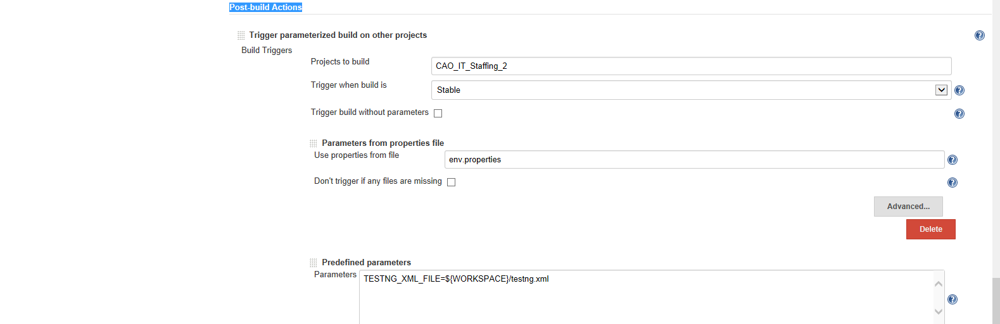 Post-build Actions
Trigger parameterized build on other projects
Build Triggers
Projects to build
CAO_IT_Staffing_2
Trigger when build is
Stable
Trigger build without parameters
Parameters from properties file
Use properties from file
env.properties
Don't trigger if any files are missing
Advanced...
Delete
Predefined parameters
Parameters
TESTNG_XML_FILE=${WORKSPACE}/testng.xml